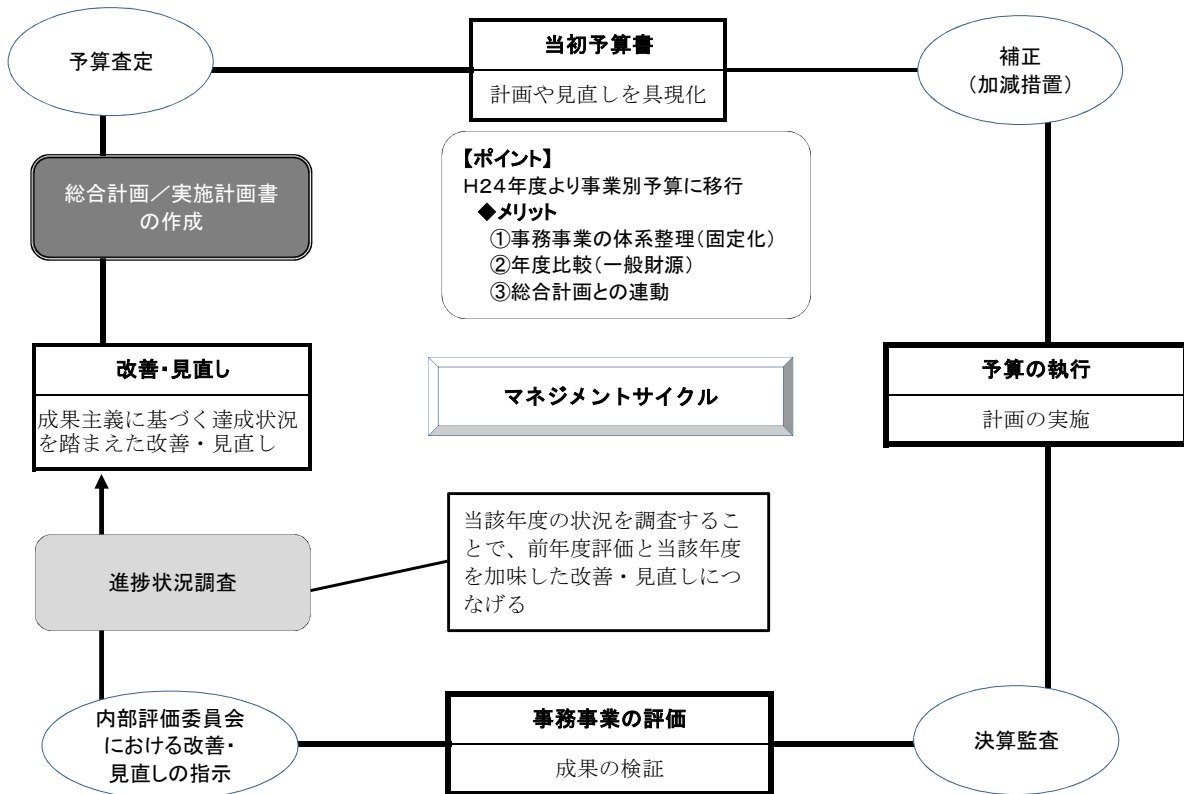 予算査定
当初予算書
計画や見直しを具現化
補正
（加減措置）
総合計画／実施計画書
の作成
【ポイント】
H24年度より事業別予算に移行
◆メリット
①事務事業の体系整理（固定化）
②年度比較（一般財源）
③総合計画との連動
改善・見直し
成果主義に基づく達成状況
を踏まえた改善・見直し
マネジメントサイクル
予算の執行
計画の実施
進捗状況調査
当該年度の状況を調査するこ
とで、前年度評価と当該年度
を加味した改善・見直しにつ
なげる
内部評価委員会
における改善・
見直しの指示
事務事業の評価
成果の検証
決算監査